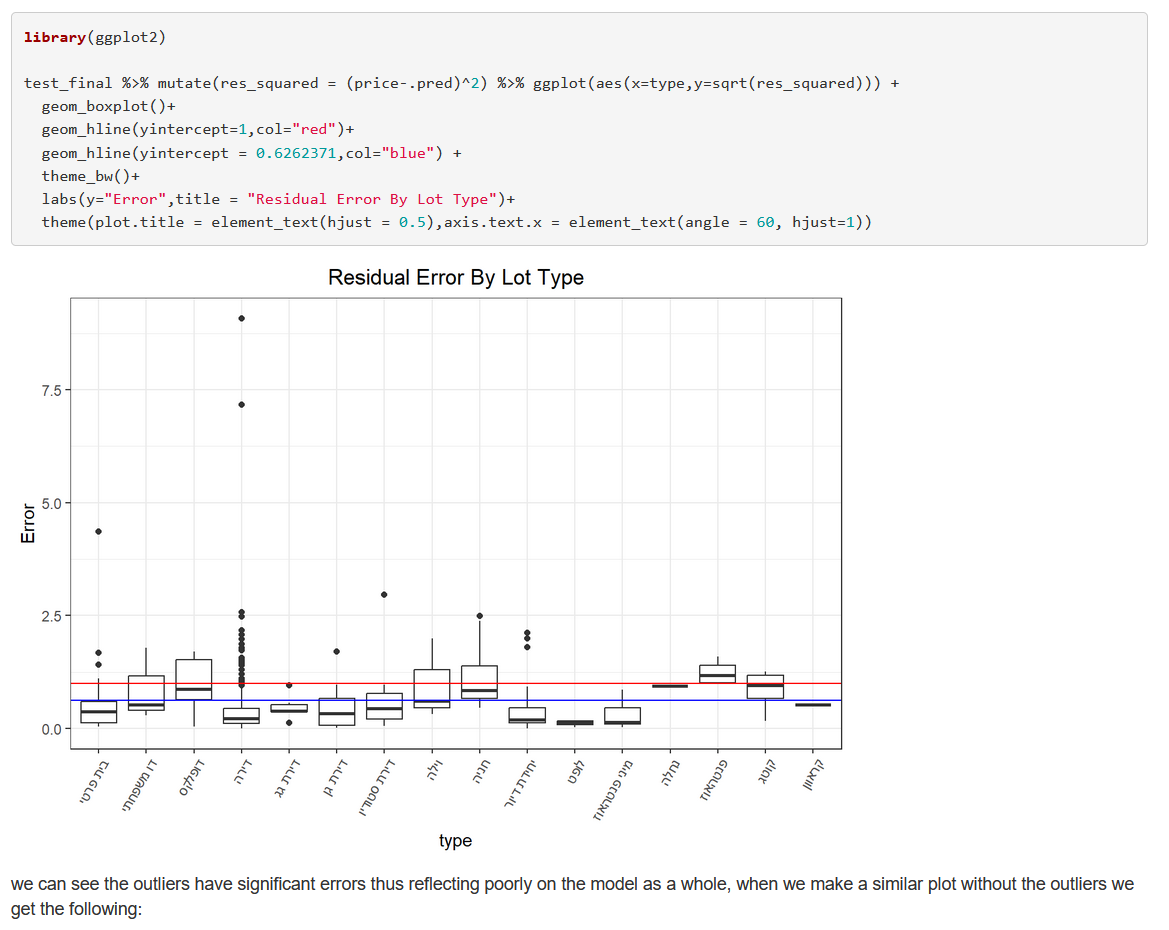 library(ggplot2)
test_final %>% mutate(res_squared = (price-.pred)^2) %>% ggplot(aes(x=type,y=sqrt(res_squared))) +
geom_boxplot()+
geom_hline(yintercept=1,col="red")+
geom_hline(yintercept = 0.6262371,col="blue") +
theme_bw()+
labs(y="Error",title = "Residual Error By Lot Type")+
theme(plot.title = element_text(hjust = 0.5),axis.text.x = element_text(angle = 60, hjust=1))
Residual Error By Lot Type
7.5
5.0
2.5
0.0
Error
בית פרטי
דו משפחתי
דופלקס
דירה
דירת גג
דירת גן
דירת סטודיו
וילה
חניה
יחידת דיור
לופט
מיני פנטהאוז
נחלה
פנטהאוז
קוטג
קראוון
type
we can see the outliers have significant errors thus reflecting poorly on the model as a whole, when we make a similar plot without the outliers we
get the following: